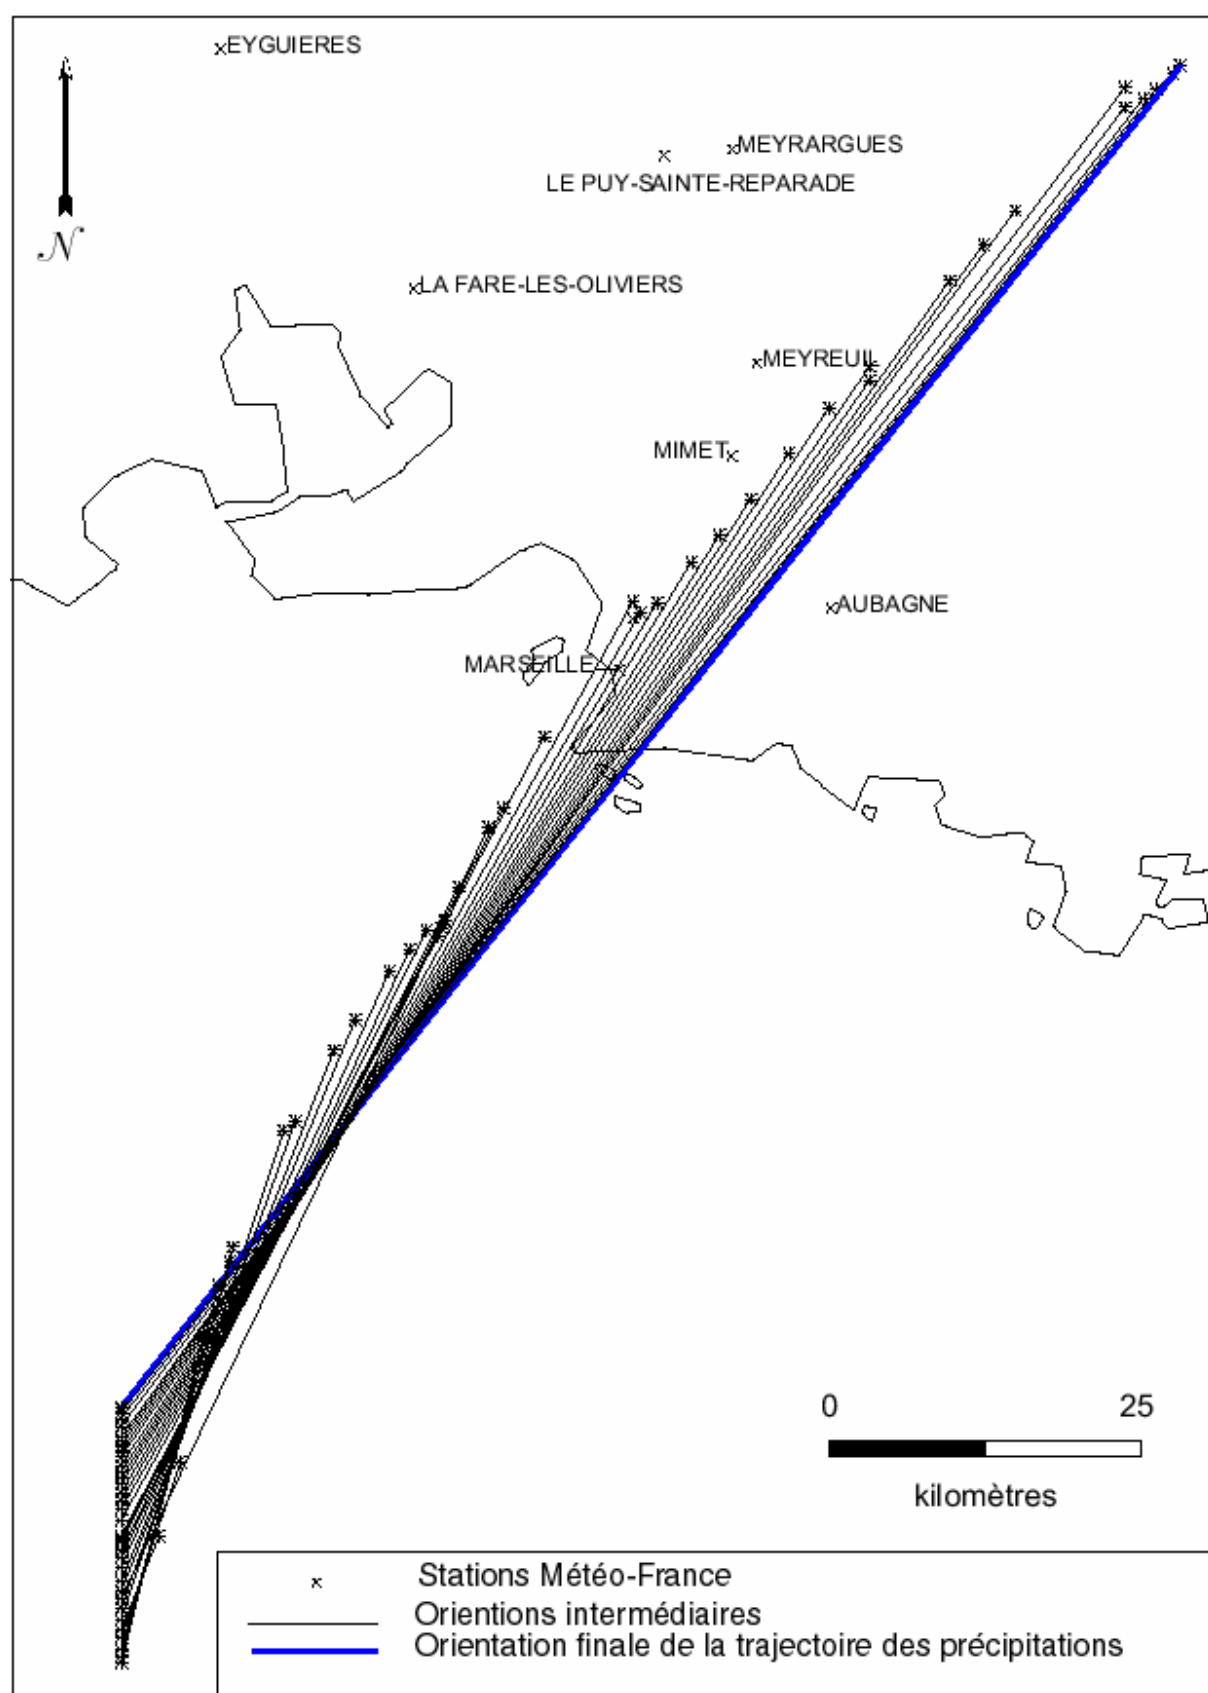 EYGUIERES
MEYRARGUES
LE PUY-SAINTE-REPARADE
N
LA FARE-LES-OLIVIERS
MEYREUIL
MIMET
AUBAGNE
MARSEILLE
0 25
kilomètres
Stations Météo-France
Orientions intermédiaires
Orientation finale de la trajectoire des précipitations